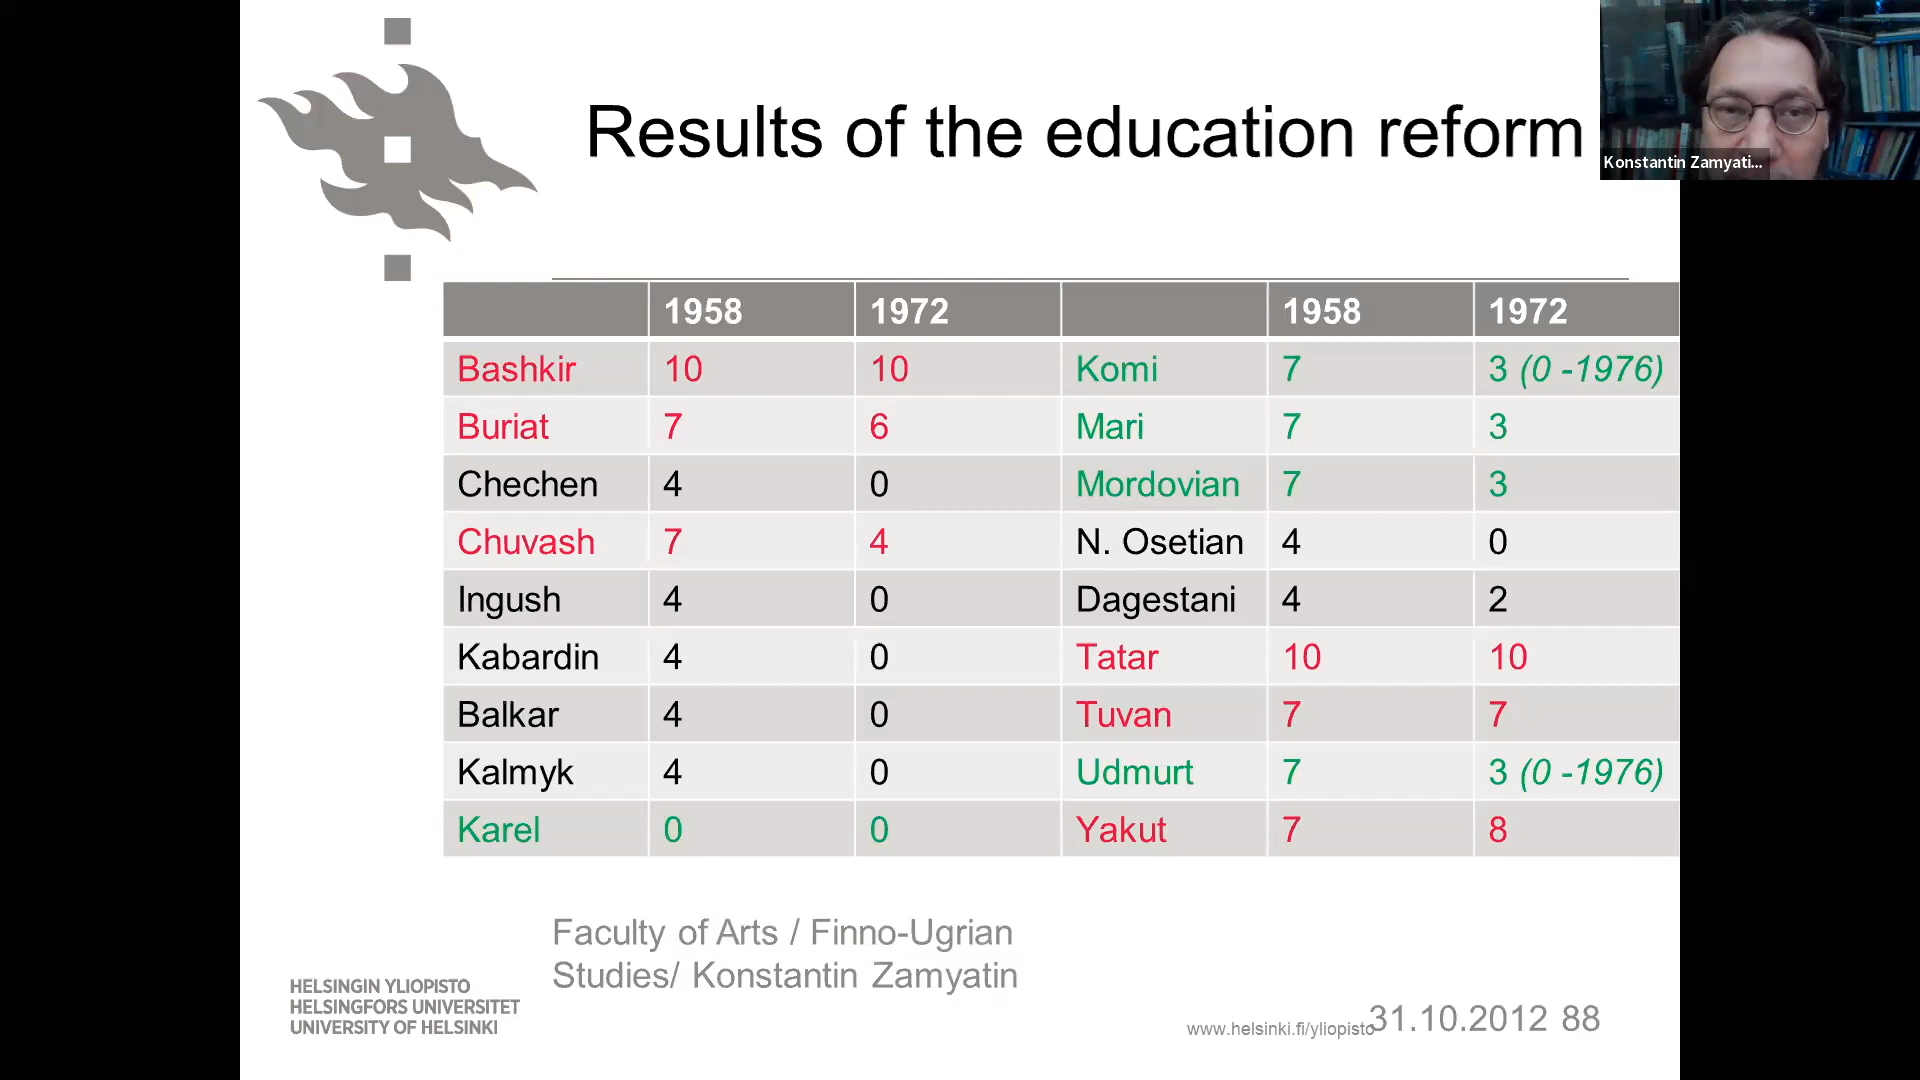 Results of the education reform
Konstantin Zamyati...
1958 1972 1958 1972
Bashkir 10 10 Komi 7 3 (0 -1976)
Buriat 7 6 Mari 7 3
Chechen 4 0 Mordovian 7 3
Chuvash 7 4 N. Osetian 4 0
Ingush 4 0 Dagestani 4 2
Kabardin 4 0 Tatar 10 10
Balkar 4 0 Tuvan 7 7
Kalmyk 4 0 Udmurt 7 3 (0 -1976)
Karel 0 0 Yakut 7 8
Faculty of Arts / Finno-Ugrian
Studies/ Konstantin Zamyatin
HELSINGIN YLIOPISTO
HELSINGFORS UNIVERSITET
UNIVERSITY OF HELSINKI
www.helsinki.fi/yliopisto
31.10.2012 88